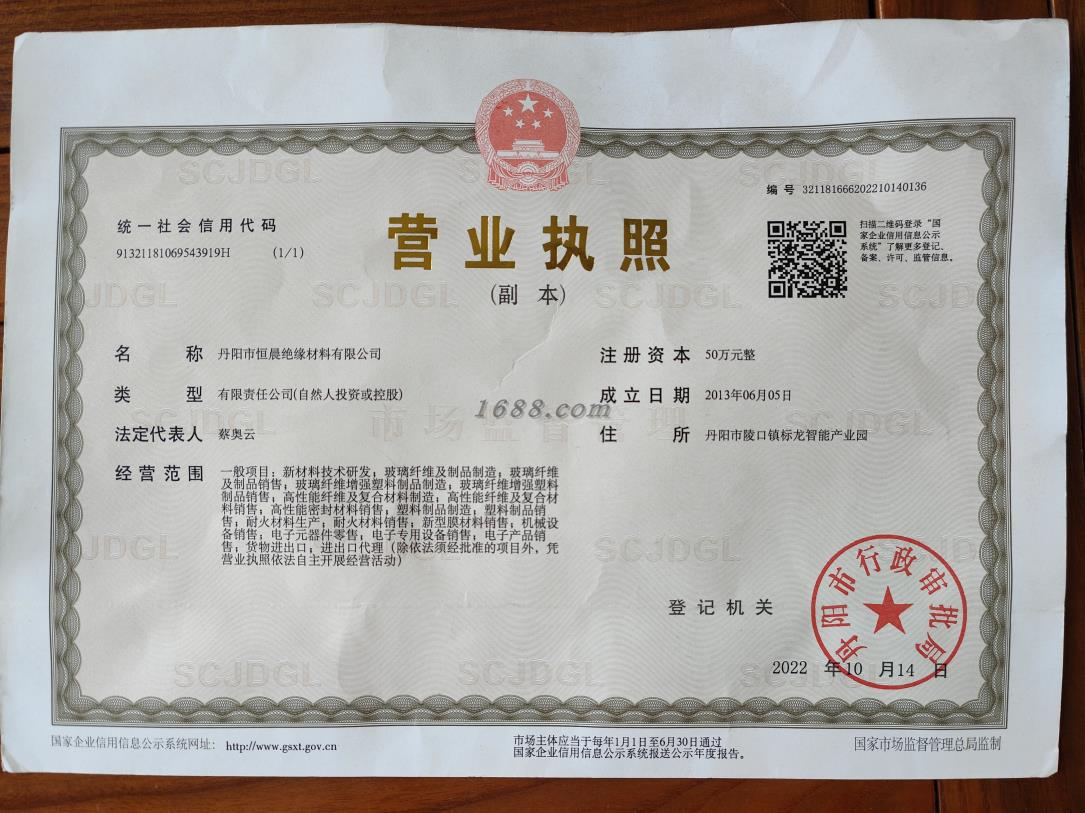 编 号 321181666202210140136
统一社会信用代码
91321181069543919H (1/1)
营业执照
(副 本)
扫描二维码登录“国
家企业信用信息公示
系统”了解更多登记、
备案、许可、监管信息。
名 称 丹阳市恒晨绝缘材料有限公司
类 型 有限责任公司(自然人投资或控股)
法定代表人 蔡奥云
经营范围 一般项目：新材料技术研发；玻璃纤维及制品制造；玻璃纤维
及制品销售；玻璃纤维增强塑料制品制造；玻璃纤维增强塑料
制品销售；高性能纤维及复合材料制造；高性能纤维及复合材
料销售；高性能密封材料销售；塑料制品制造；塑料制品销
售；耐火材料生产；耐火材料销售；新型膜材料销售；机械设
备销售；电子元器件零售；电子专用设备销售；电子产品销
售；货物进出口；进出口代理（除依法须经批准的项目外，凭
营业执照依法自主开展经营活动）
注册资本 50万元整
成立日期 2013年06月05日
住 所 丹阳市陵口镇标龙智能产业园
1688.com
市场监督管理
SCJDGL
登记机关
丹阳市行政审批局
2022 年10 月14 日
国家企业信用信息公示系统网址： http://www.gsxt.gov.cn
市场主体应当于每年1月1日至6月30日通过
国家企业信用信息公示系统报送公示年度报告。
国家市场监督管理总局监制